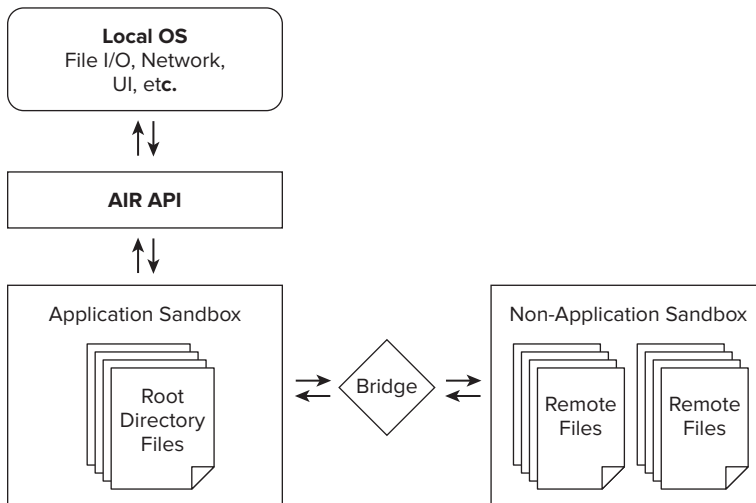 Local OS
File I/O, Network,
UI, etc.
AIR API
Application Sandbox
Root
Directory
Files
Bridge
Non-Application Sandbox
Remote
Files
Remote
Files